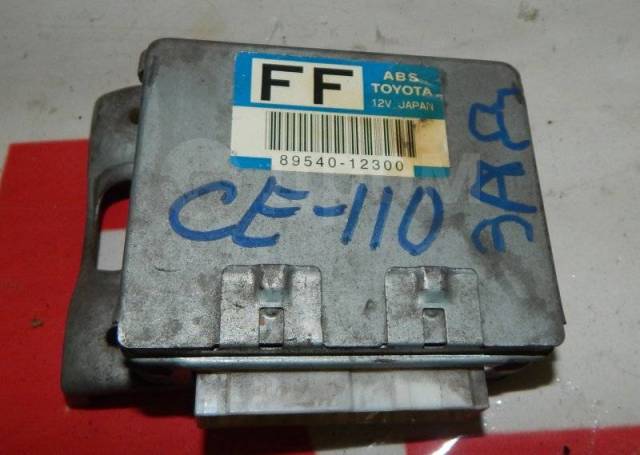 FF
ABS
TOYOTA
12V JAPAN
89540-12300
CE-110